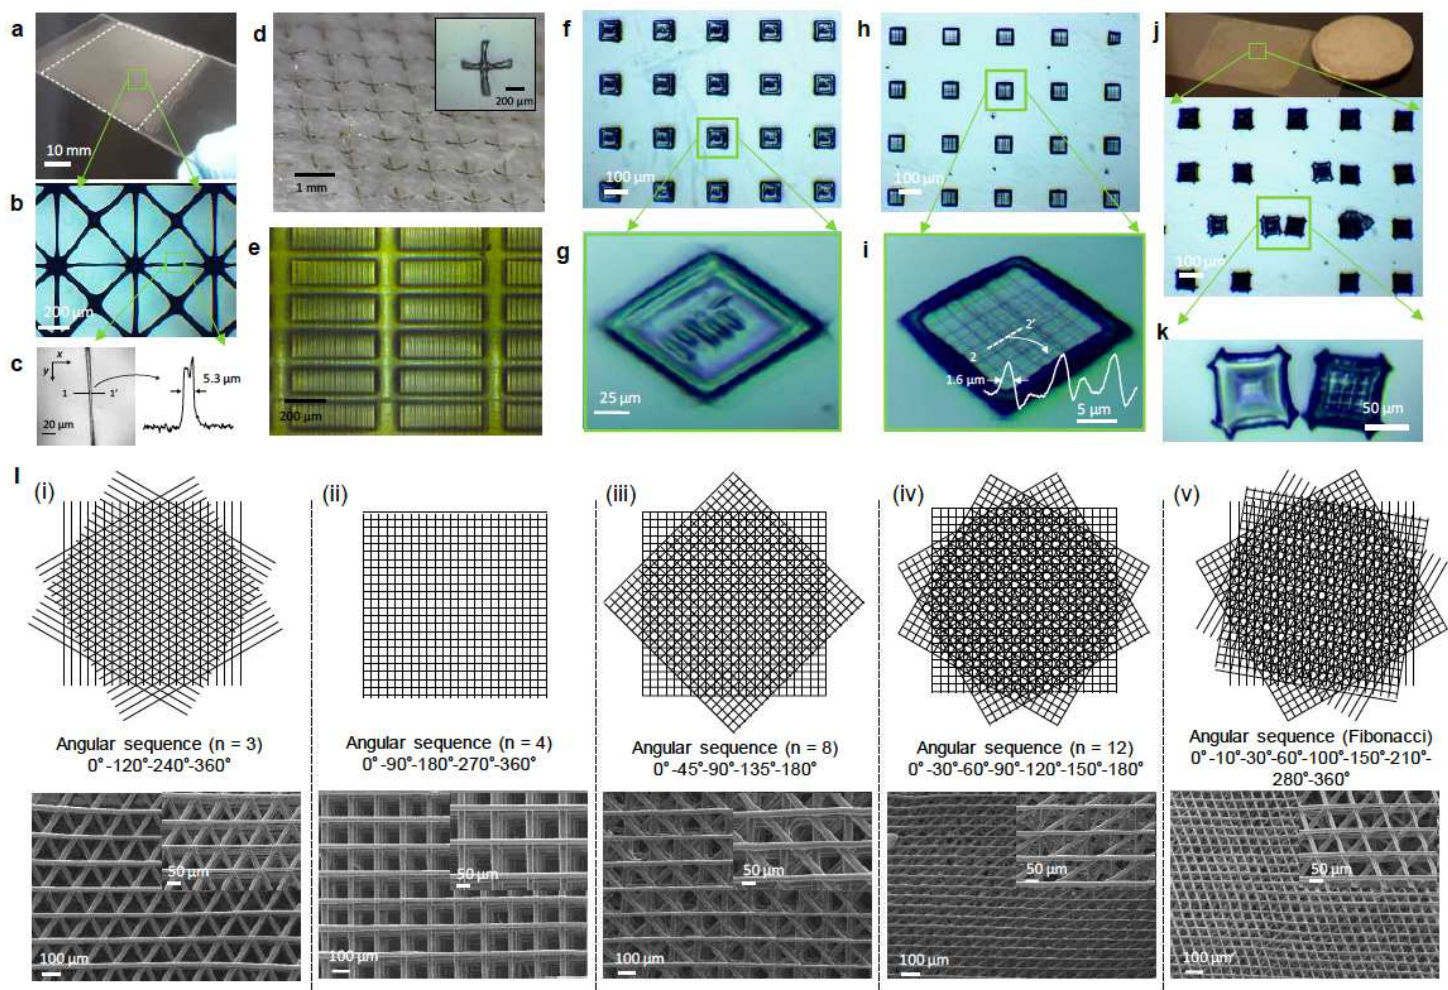 a
10 mm
b
200 μm
c
x
y
1
1'
5.3 μm
20 μm
d
200 μm
1 mm
e
200 μm
f
100 μm
g
25 μm
h
100 μm
i
2'
2
1.6 μm
5 μm
j
100 μm
k
50 μm
l
(i)
Angular sequence (n = 3)
0°-120°-240°-360°
50 μm
100 μm
(ii)
Angular sequence (n = 4)
0°-90°-180°-270°-360°
50 μm
100 μm
(iii)
Angular sequence (n = 8)
0°-45°-90°-135°-180°
50 μm
100 μm
(iv)
Angular sequence (n = 12)
0°-30°-60°-90°-120°-150°-180°
50 μm
100 μm
(v)
Angular sequence (Fibonacci)
0°-10°-30°-60°-100°-150°-210°-
280°-360°
50 μm
100 μm